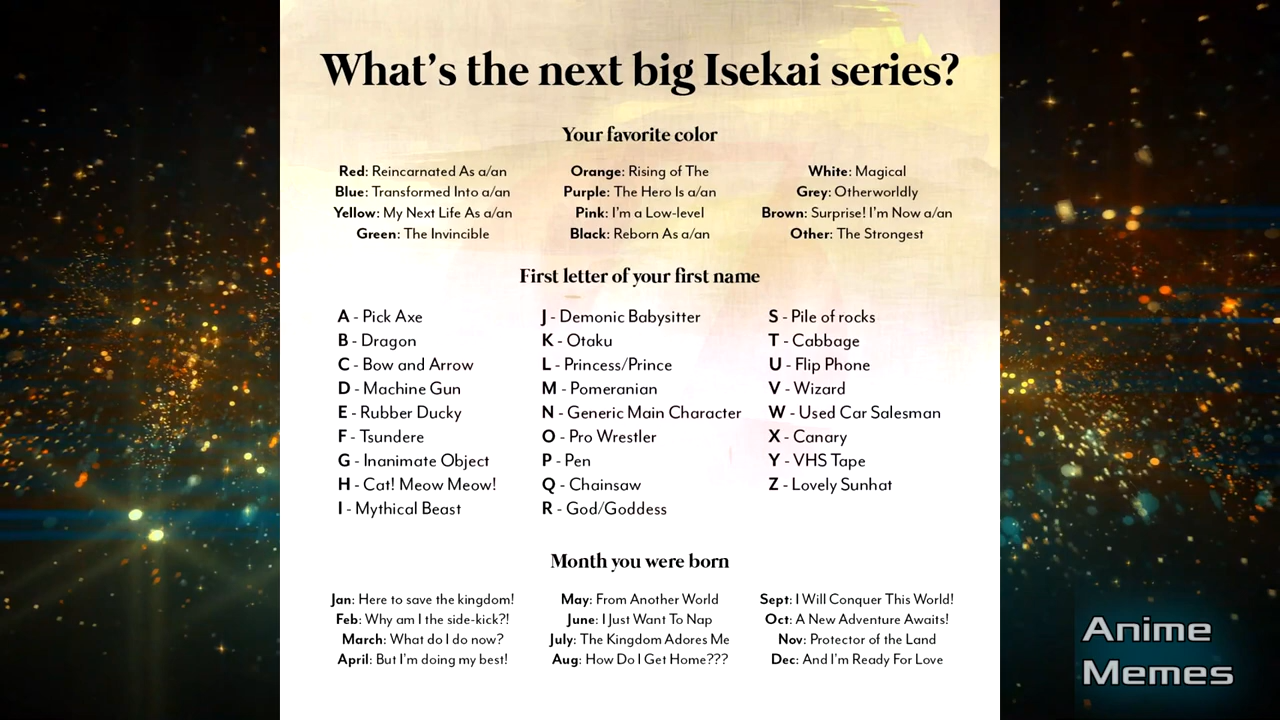 What's the next big Isekai series?
Your favorite color
Red: Reincarnated As a/an
Blue: Transformed Into a/an
Yellow: My Next Life As a/an
Green: The Invincible
Orange: Rising of The
Purple: The Hero Is a/an
Pink: I'm a Low-level
Black: Reborn As a/an
White: Magical
Grey: Otherworldly
Brown: Surprise! I'm Now a/an
Other: The Strongest
First letter of your first name
A - Pick Axe
B - Dragon
C - Bow and Arrow
D - Machine Gun
E - Rubber Ducky
F - Tsundere
G - Inanimate Object
H - Cat! Meow Meow!
I - Mythical Beast
J - Demonic Babysitter
K - Otaku
L - Princess/Prince
M - Pomeranian
N - Generic Main Character
O - Pro Wrestler
P - Pen
Q - Chainsaw
R - God/Goddess
S - Pile of rocks
T - Cabbage
U - Flip Phone
V - Wizard
W - Used Car Salesman
X - Canary
Y - VHS Tape
Z - Lovely Sunhat
Month you were born
Jan: Here to save the kingdom!
Feb: Why am I the side-kick?!
March: What do I do now?
April: But I'm doing my best!
May: From Another World
June: I Just Want To Nap
July: The Kingdom Adores Me
Aug: How Do I Get Home???
Sept: I Will Conquer This World!
Oct: A New Adventure Awaits!
Nov: Protector of the Land
Dec: And I'm Ready For Love
Anime
Memes